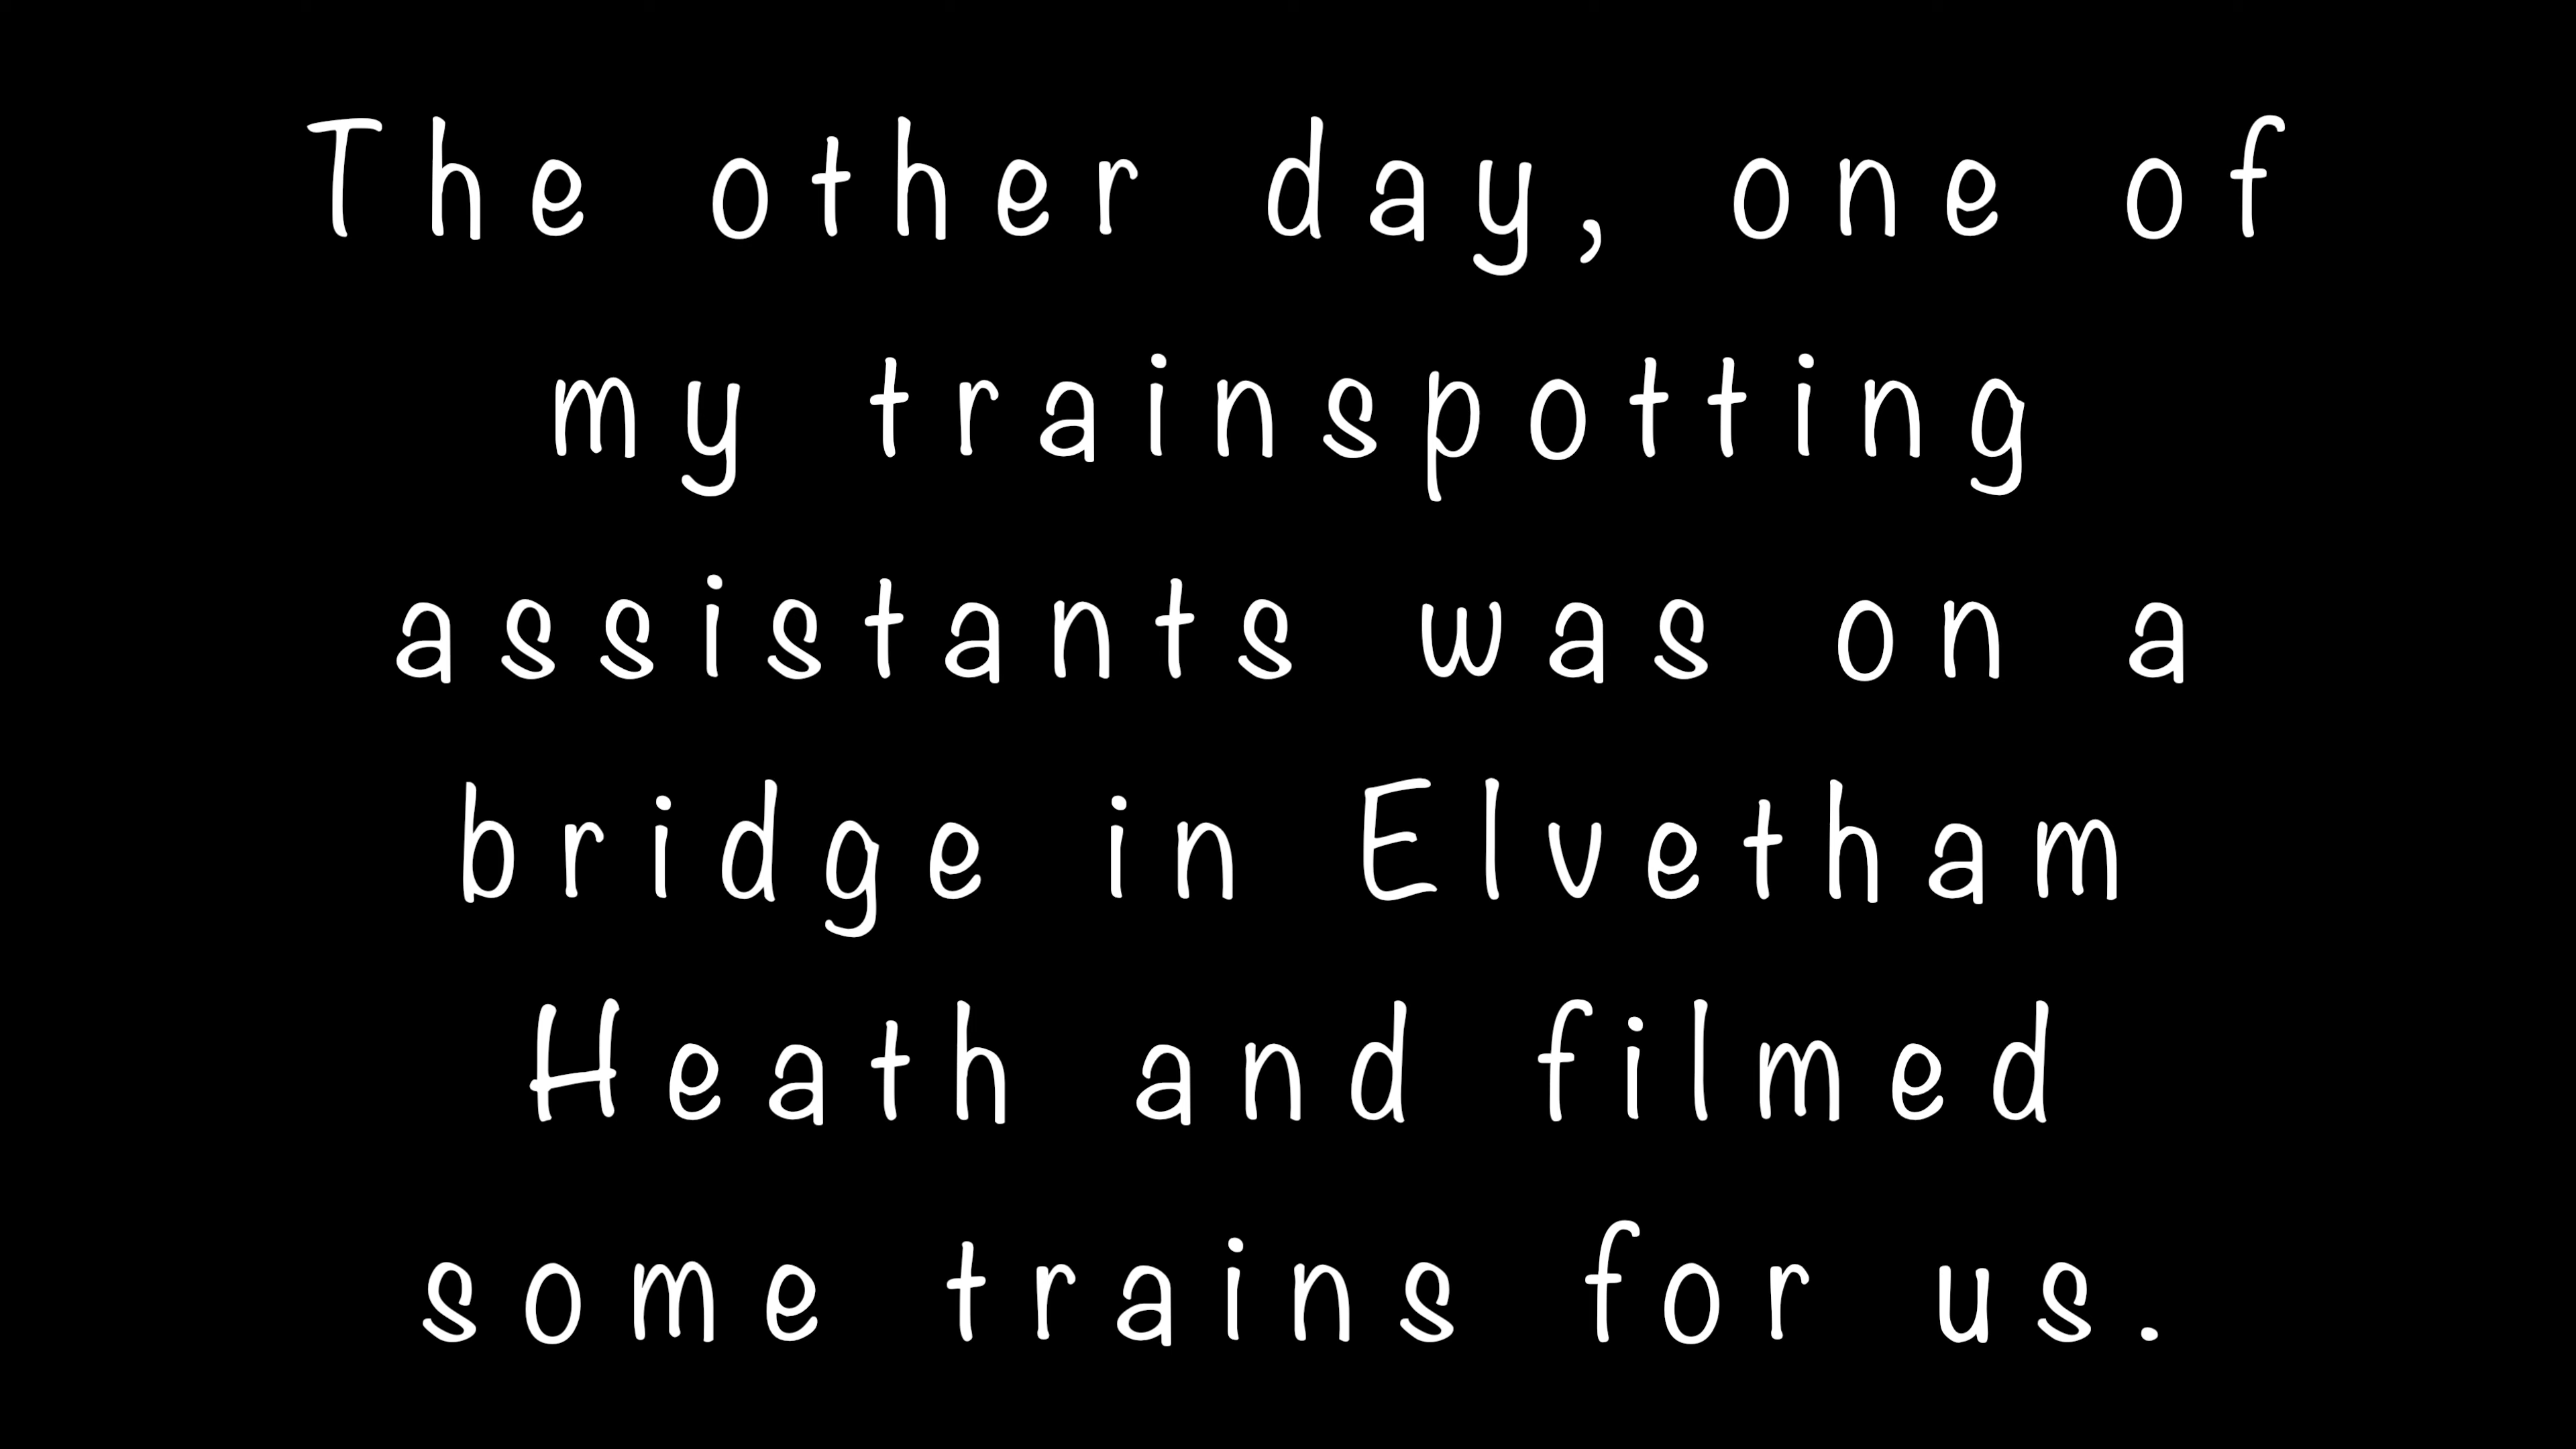 The other day, one of
my trainspotting
assistants was on a
bridge in Elvetham
Heath and filmed
some trains for us.